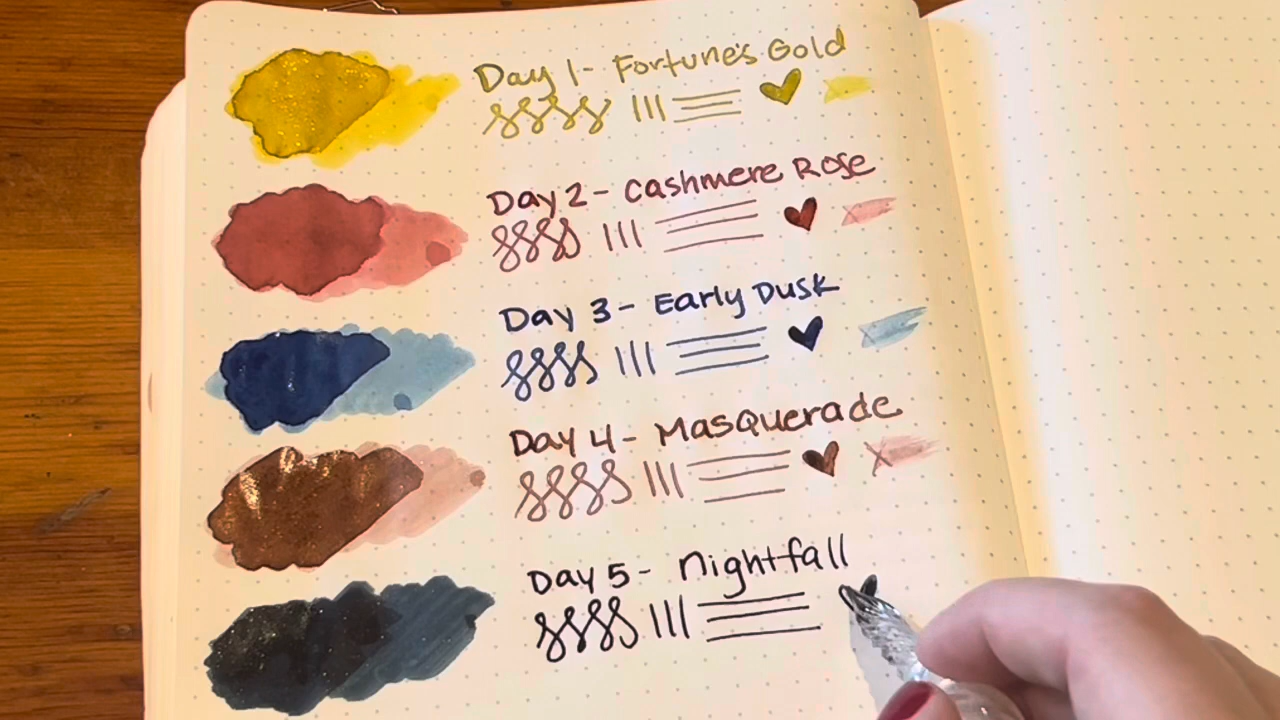 Day 1- Fortune's Gold
Day 2- Cashmere Rose
Day 3- Early Dusk
Day 4- Masquerade
Day 5- Nightfall